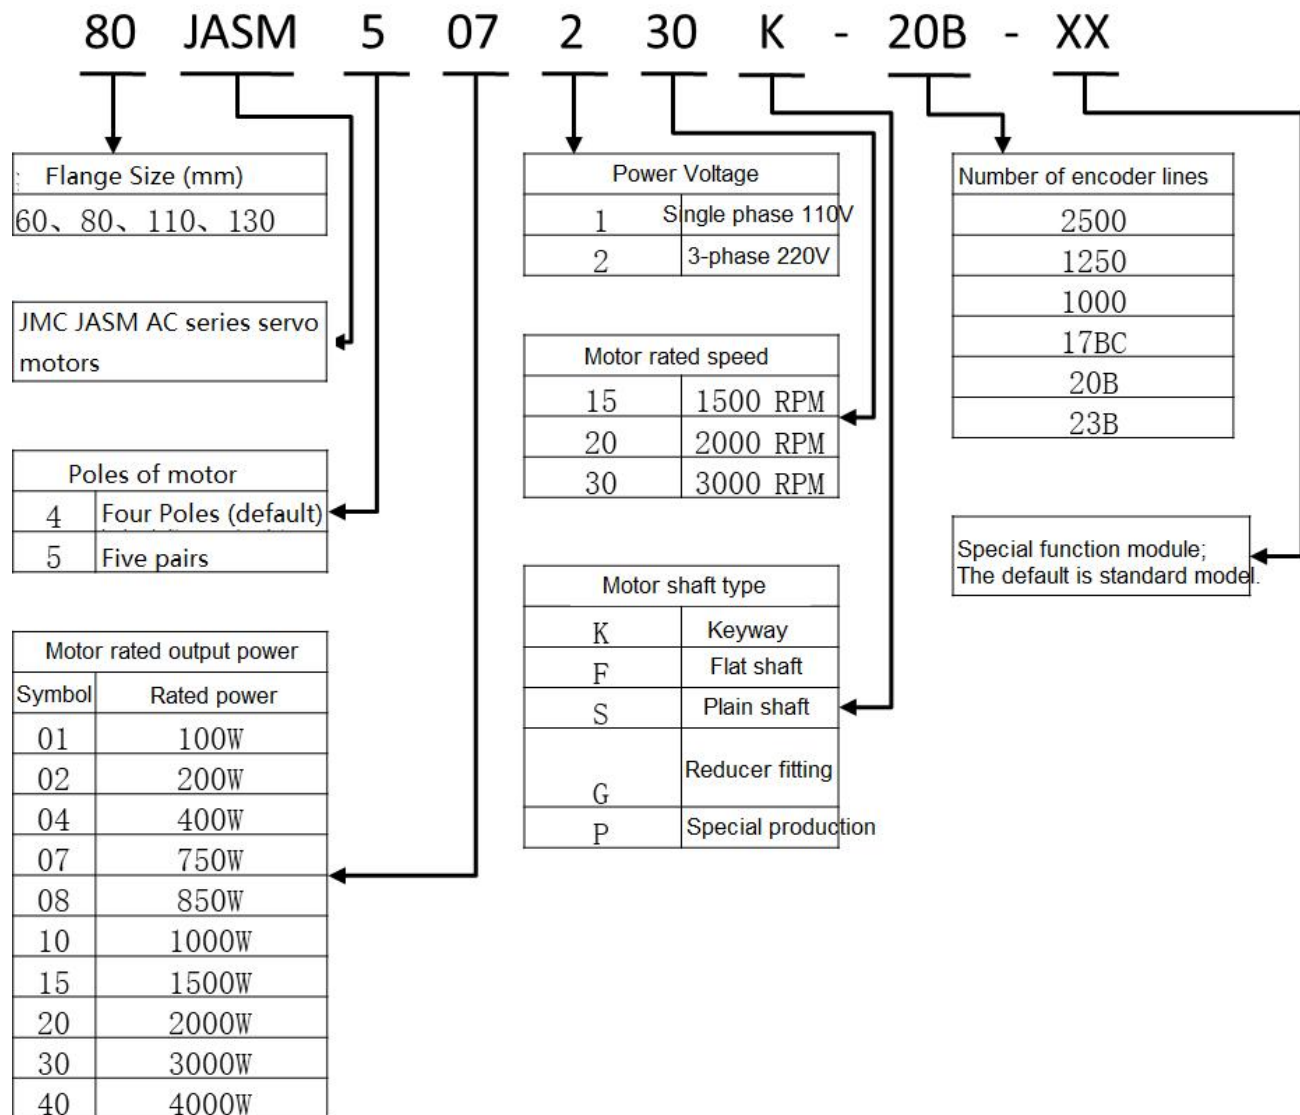 80 JASM 5 07 2 30 K - 20B - XX
Flange Size (mm)
60、80、110、130
JMC JASM AC series servo
motors
Poles of motor
4 Four Poles (default)
5 Five pairs
Motor rated output power
Symbol Rated power
01 100W
02 200W
04 400W
07 750W
08 850W
10 1000W
15 1500W
20 2000W
30 3000W
40 4000W
Power Voltage
1 Single phase 110V
2 3-phase 220V
Motor rated speed
15 1500 RPM
20 2000 RPM
30 3000 RPM
Motor shaft type
K Keyway
F Flat shaft
S Plain shaft
G Reducer fitting
P Special production
Number of encoder lines
2500
1250
1000
17BC
20B
23B
Special function module;
The default is standard model.